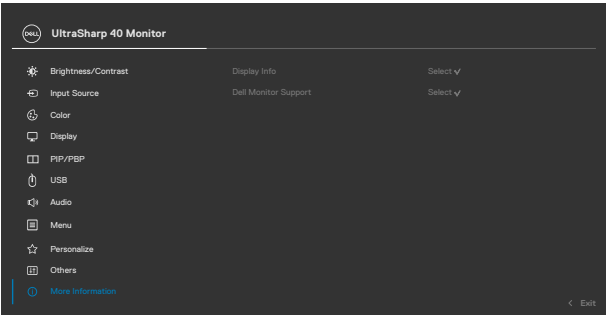 DELL UltraSharp 40 Monitor
Brightness/Contrast Display Info Select
Input Source Dell Monitor Support Select
Color
Display
PIP/PBP
USB
Audio
Menu
Personalize
Others
More Information
< Exit